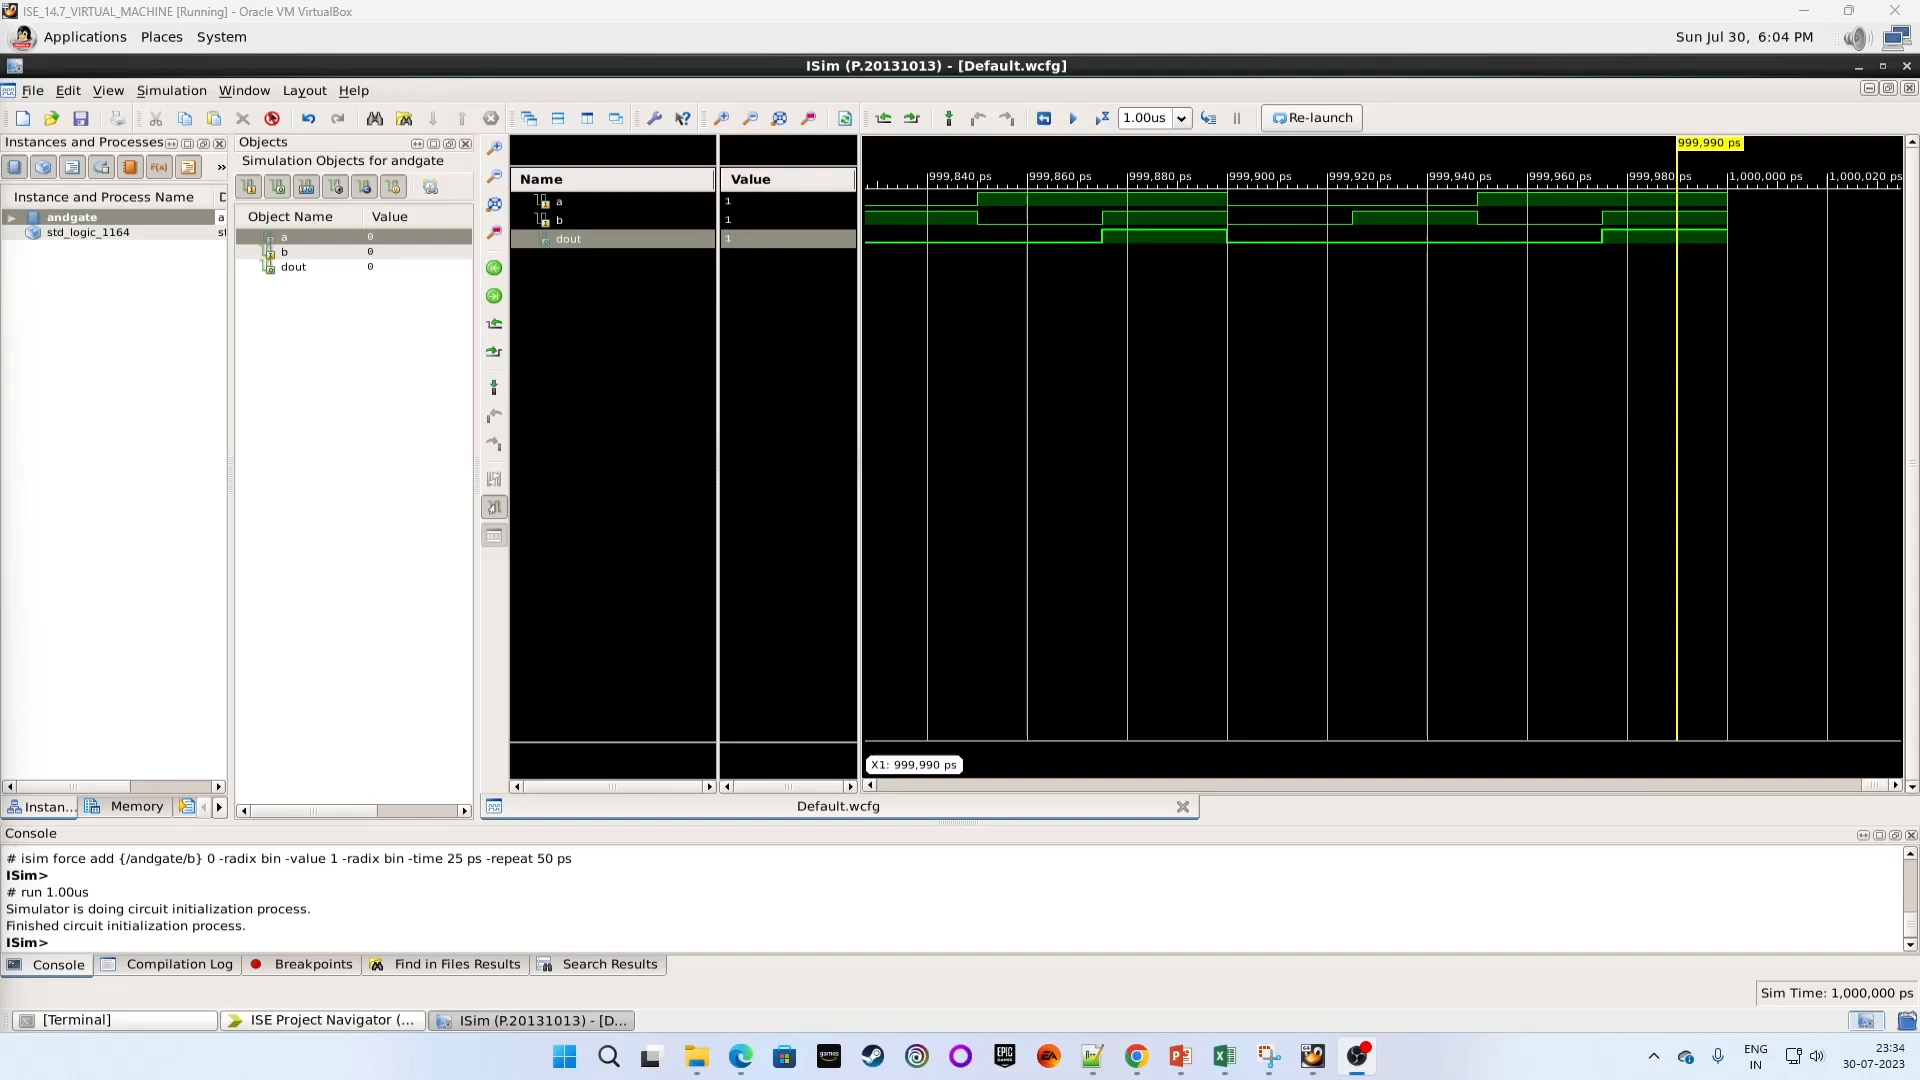 ISE_14.7_VIRTUAL_MACHINE [Running] - Oracle VM VirtualBox
Applications Places System
Sun Jul 30, 6:04 PM
ISim (P.20131013) - [Default.wcfg]
File Edit View Simulation Window Layout Help
1.00us
Re-launch
Instances and Processes
Instance and Process Name D
andgate a
std_logic_1164 st
Instan...
Memory
Objects
Simulation Objects for andgate
Object Name Value
a 0
b 0
dout 0
Name Value
a 1
b 1
dout 1
999,990 ps
999,840 ps 999,860 ps 999,880 ps 999,900 ps 999,920 ps 999,940 ps 999,960 ps 999,980 ps 1,000,000 ps 1,000,020 ps
X1: 999,990 ps
Default.wcfg
Console
# isim force add {/andgate/b} 0 -radix bin -value 1 -radix bin -time 25 ps -repeat 50 ps
ISim>
# run 1.00us
Simulator is doing circuit initialization process.
Finished circuit initialization process.
ISim>
Console Compilation Log Breakpoints Find in Files Results Search Results
Sim Time: 1,000,000 ps
[Terminal] ISE Project Navigator (... ISim (P.20131013) - [D...
games
EPIC GAMES
EA
ENG
IN
23:34
30-07-2023